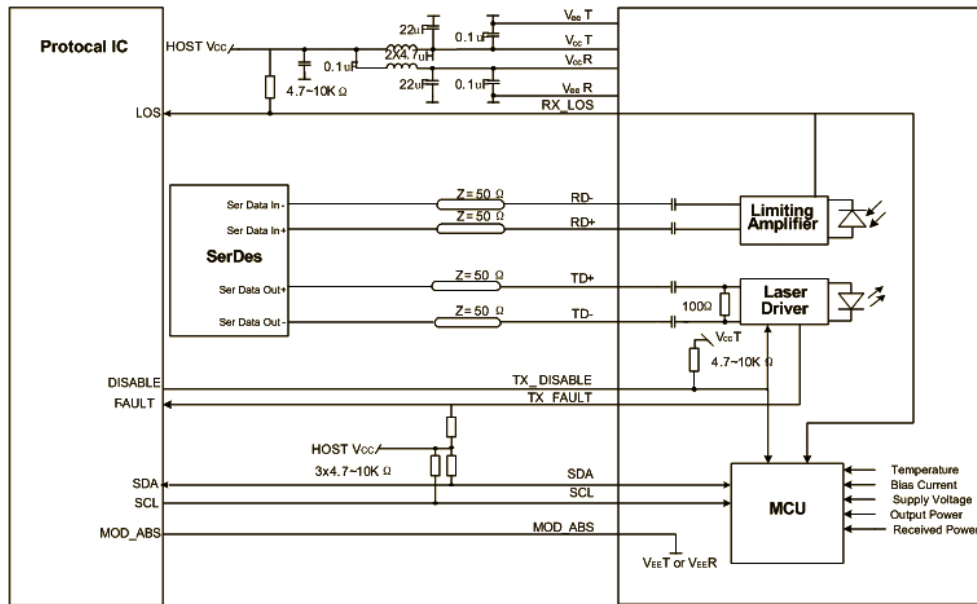 Protocal IC
HOST Vcc
22uF
0.1uF
Vee T
Vcc T
0.1uF
2X4.7uH
Vcc R
4.7~10K Ω
22uF
0.1uF
Vee R
LOS
RX_LOS
Ser Data In-
Z= 50 Ω
RD-
Ser Data In+
Z= 50 Ω
RD+
Limiting
Amplifier
SerDes
Ser Data Out+
Z= 50 Ω
TD+
Ser Data Out -
Z= 50 Ω
TD-
100Ω
Laser
Driver
VccT
4.7~10K Ω
DISABLE
TX_DISABLE
FAULT
TX_FAULT
HOST Vcc
3x4.7~10K Ω
SDA
SDA
SCL
SCL
MCU
Temperature
Bias Current
Supply Voltage
Output Power
Received Power
MOD_ABS
MOD_ABS
VEET or VEER